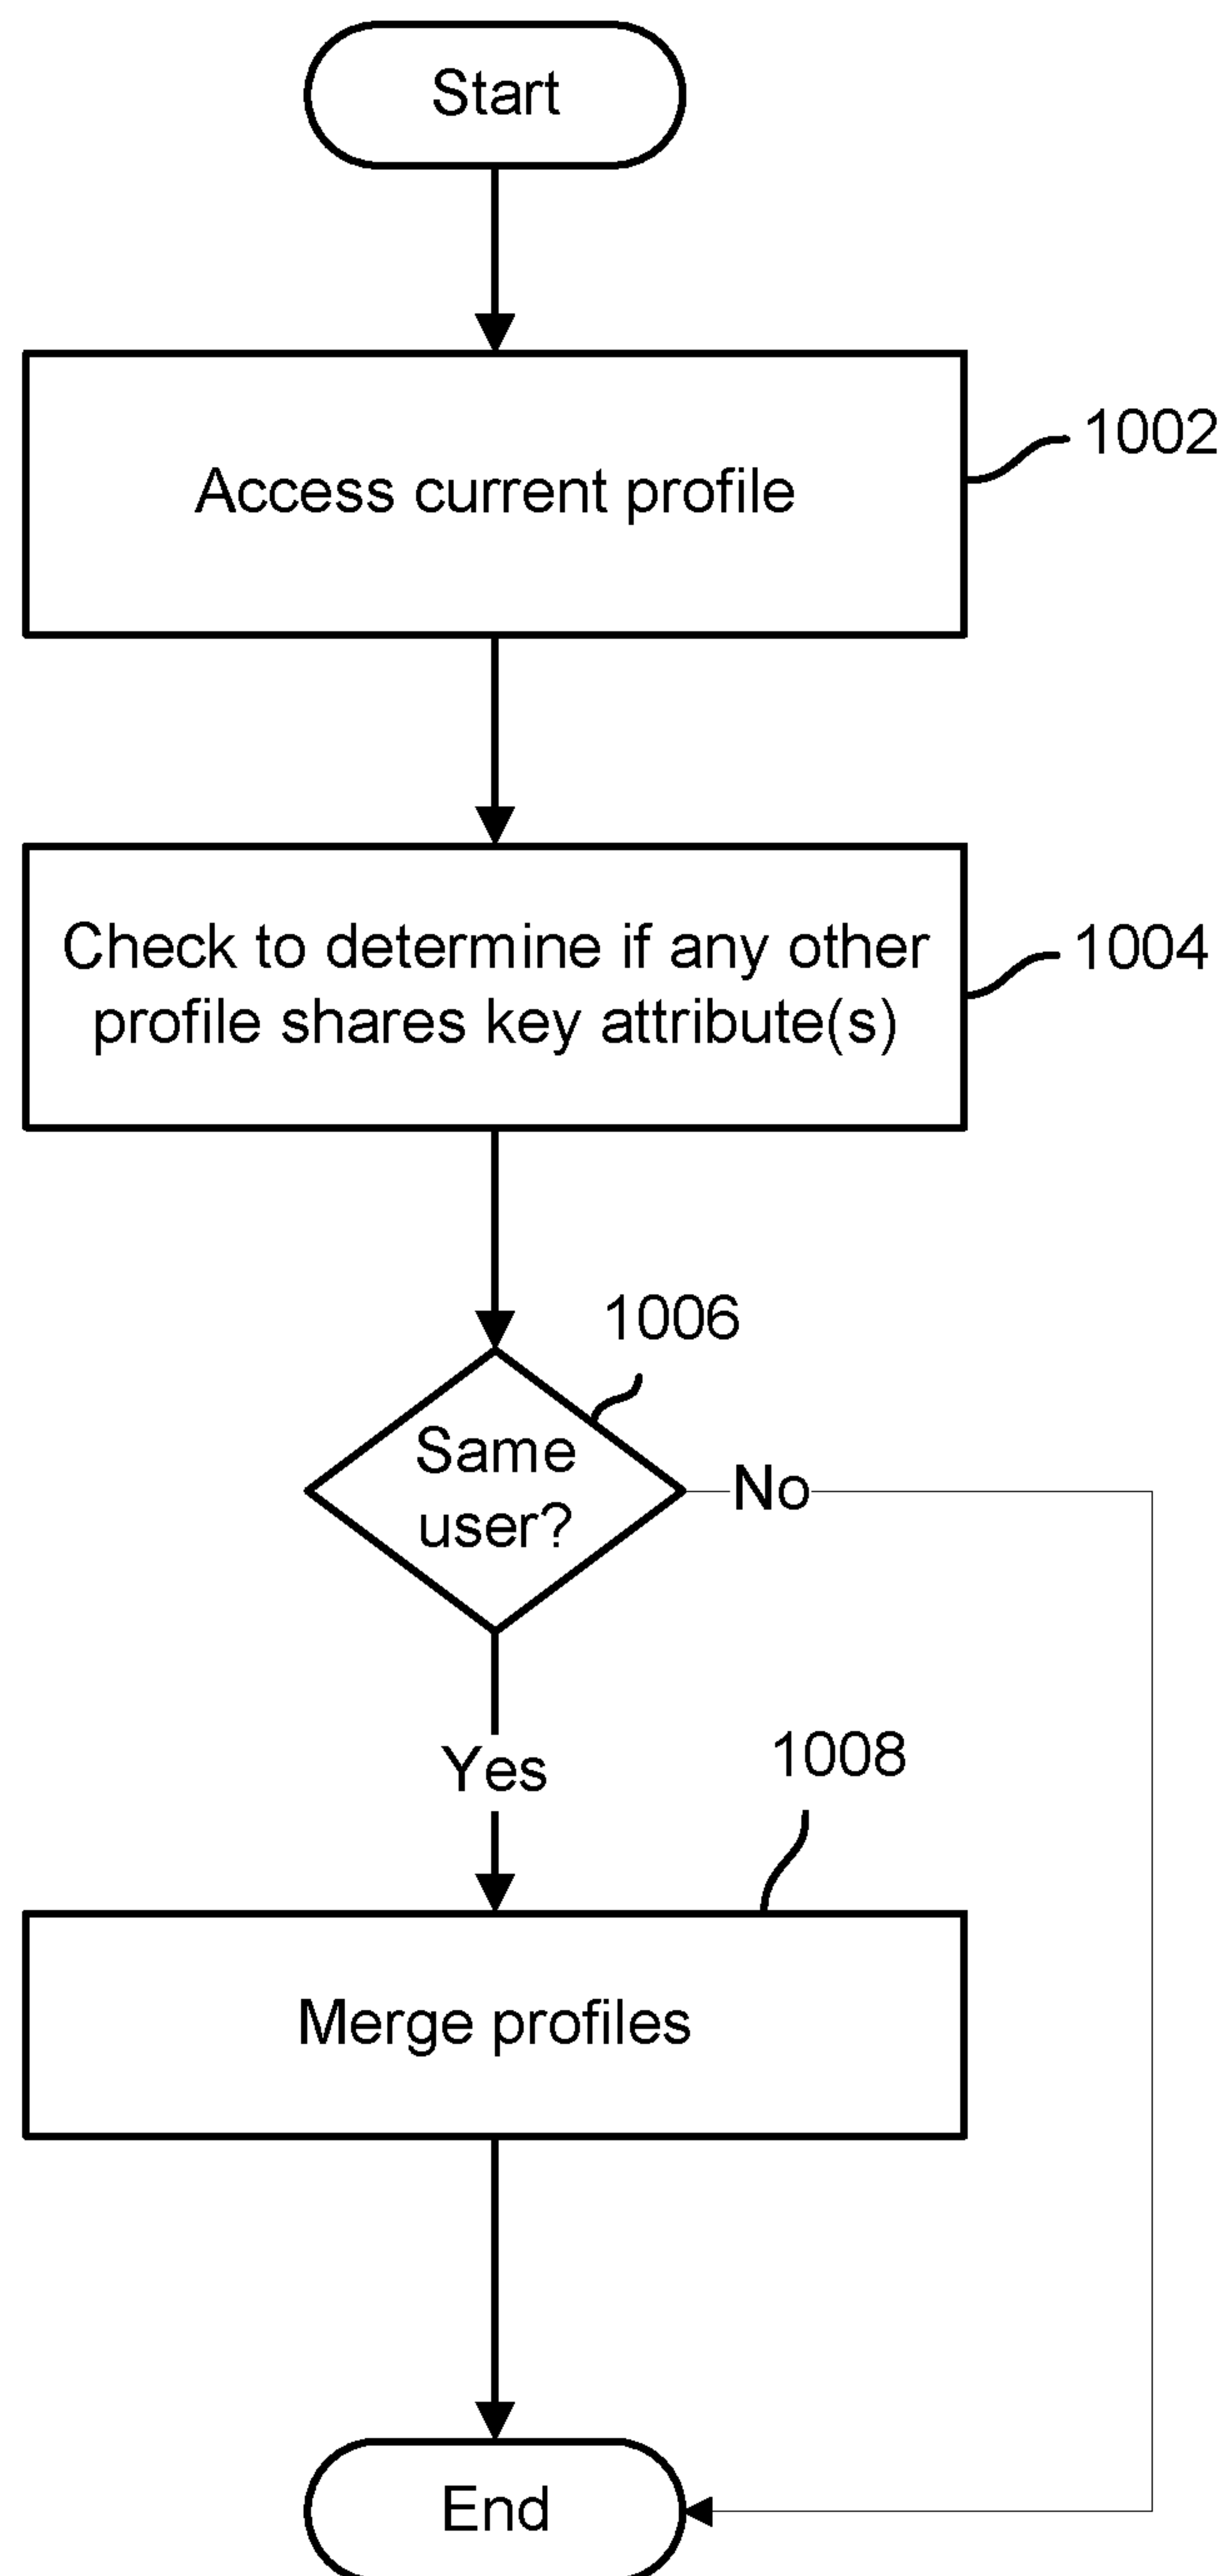 Start
Access current profile
1002
Check to determine if any other
profile shares key attribute(s)
1004
1006
Same
user?
No
Yes
1008
Merge profiles
End